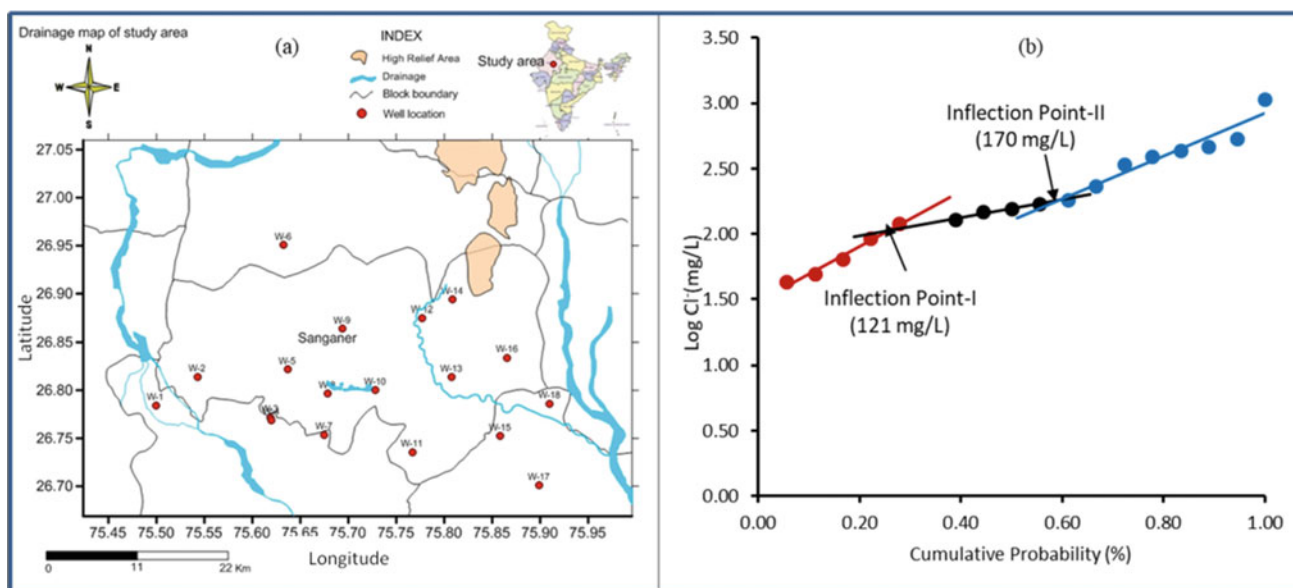 Drainage map of study area
(a)
N
W
E
S
INDEX
High Relief Area
Drainage
Block boundary
Well location
Study area
Latitude
27.05
27.00
26.95
26.90
26.85
26.80
26.75
26.70
W-6
W-14
W-12
W-9
Sanganer
W-16
W-5
W-2
W-13
W-10
W-1
W-18
W-7
W-15
W-11
W-17
75.45 75.50 75.55 75.60 75.65 75.70 75.77 75.80 75.85 75.90 75.95
Longitude
0 11 22 Km
(b)
Log Cl⁻(mg/L)
3.50
3.00
2.50
2.00
1.50
1.00
0.50
0.00
Inflection Point-II
(170 mg/L)
Inflection Point-I
(121 mg/L)
0.00 0.20 0.40 0.60 0.80 1.00
Cumulative Probability (%)